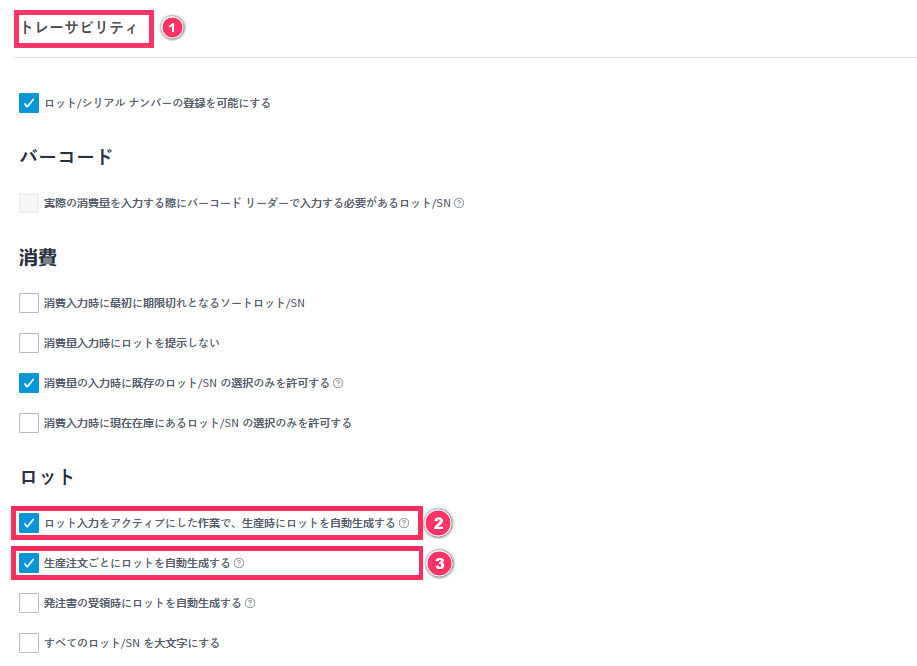 トレーサビリティ 1
ロット/シリアル ナンバーの登録を可能にする
バーコード
実際の消費量を入力する際にバーコード リーダーで入力する必要があるロット/SN ?
消費
消費入力時に最初に期限切れとなるソートロット/SN
消費量入力時にロットを提示しない
消費量の入力時に既存のロット/SN の選択のみを許可する ?
消費入力時に現在在庫にあるロット/SN の選択のみを許可する
ロット
ロット入力をアクティブにした作業で、生産時にロットを自動生成する ? 2
生産注文ごとにロットを自動生成する ? 3
発注書の受領時にロットを自動生成する ?
すべてのロット/SN を大文字にする